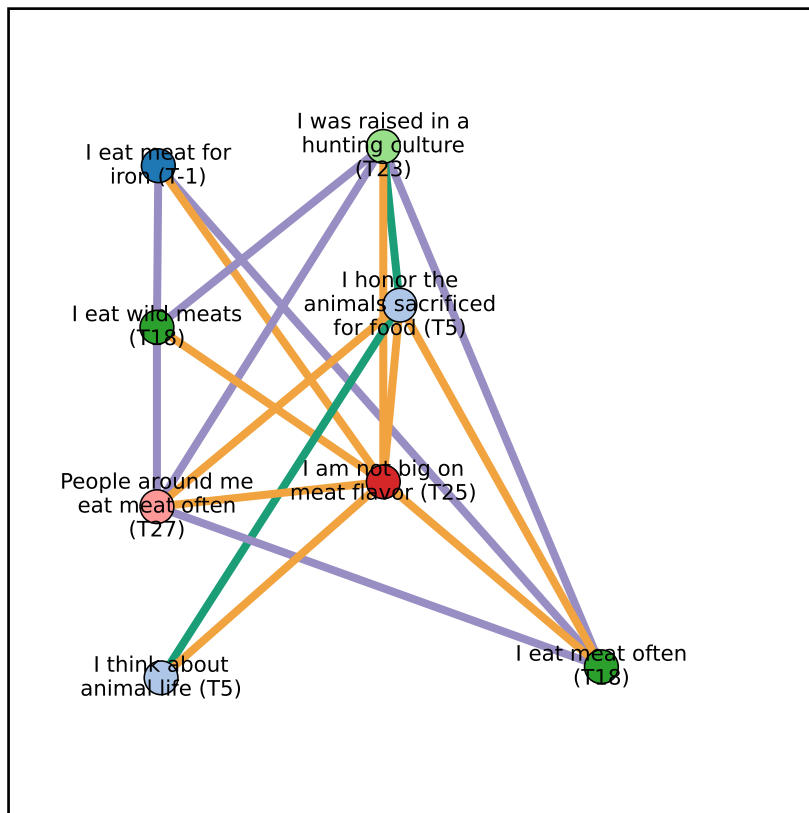 I was raised in a
hunting culture
(T23)
I eat meat for
iron (T-1)
I honor the
animals sacrificed
for food (T5)
I eat wild meats
(T18)
I am not big on
meat flavor (T25)
People around me
eat meat often
(T27)
I eat meat often
(T18)
I think about
animal life (T5)